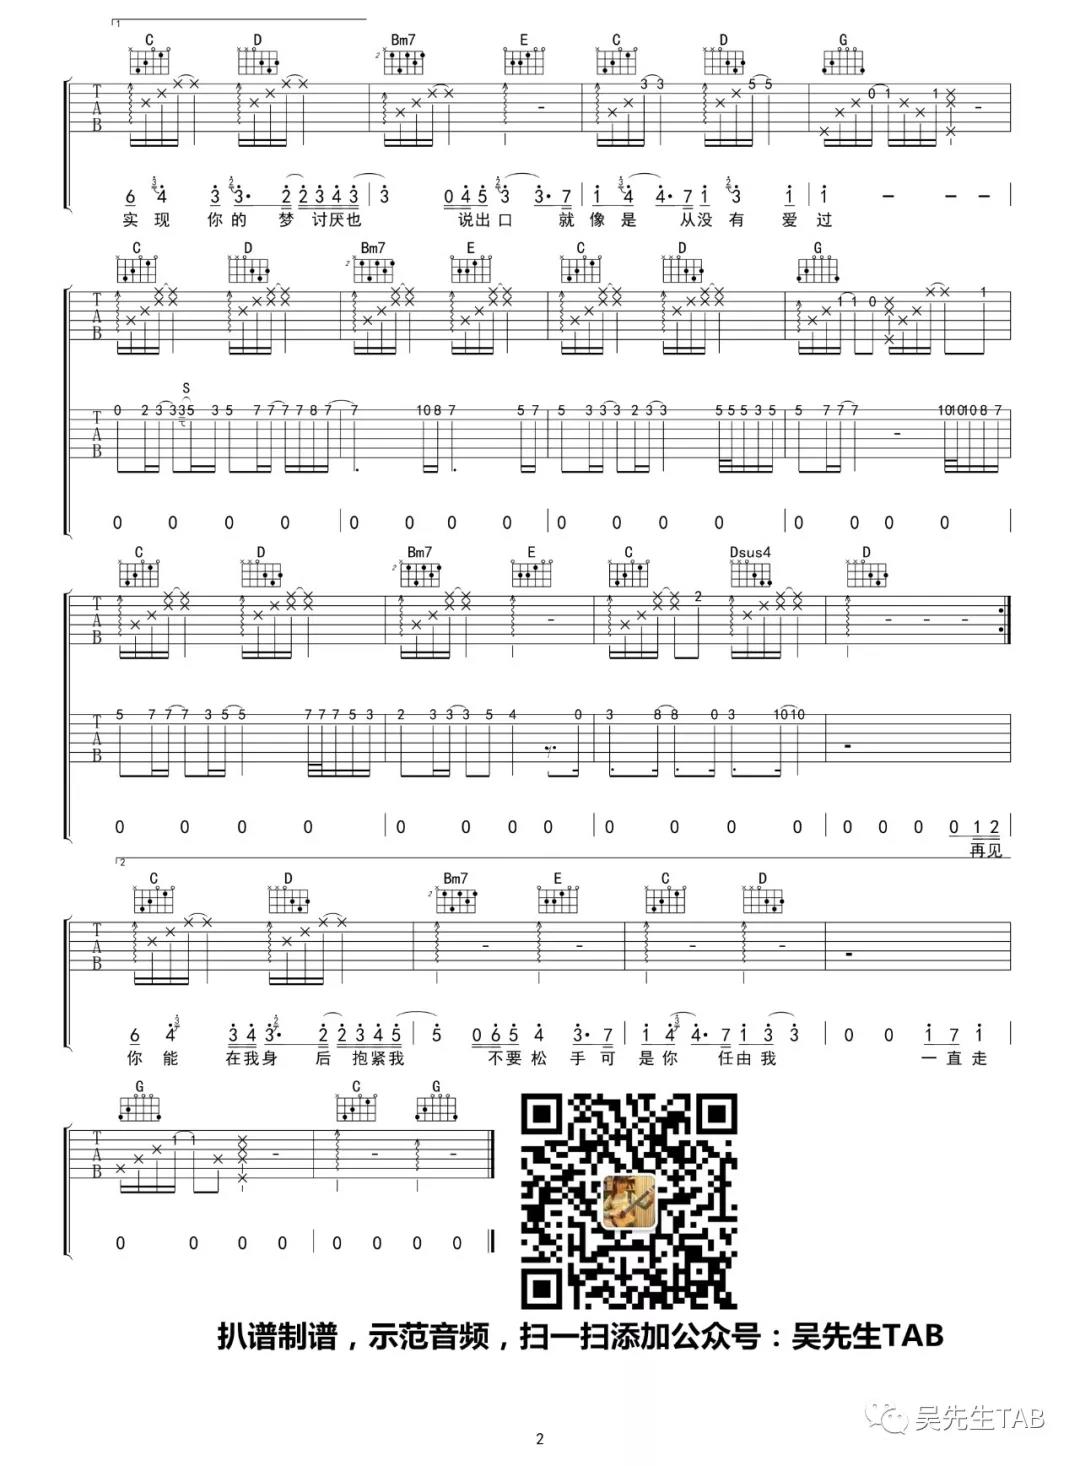 1
C D Bm7 E C D G
T A B 3 3 5 5 0 1 1
6 4 3 3· 2 2 3 4 3 3 0 4 5 3 3· 7 1 4 4· 7 1 3 1 1 — — —
实现 你的 梦 讨厌也 说出口 就像是 从没有 爱过
C D Bm7 E C D G
T A B 1 1 0 1
S
T A B 0 2 3 3 3 5 3 5 7 7 7 7 8 7 7 10 8 7 5 7 5 3 3 3 2 3 3 5 5 5 3 5 5 7 7 7 10 10 10 8 7
0 0 0 0 0 0 0 0 0 0 0 0 0 0 0 0
C D Bm7 E C Dsus4 D
T A B 2
T A B 5 7 7 7 3 5 5 7 7 7 5 3 2 3 3 3 5 4 0 3 8 8 0 3 10 10
0 0 0 0 0 0 0 0 0 0 0 0 0 0 0 0 1 2
再见
2
C D Bm7 E C D
T A B
6 4 3 4 3· 2 2 3 4 5 5 0 6 5 4 3· 7 1 4 4· 7 1 3 3 0 0 1 7 1
你能 在我身 后 抱紧我 不要松 手可 是你 任由我 一直走
G C G
T A B 1 1
0 0 0 0 0 0 0 0
扒谱制谱，示范音频，扫一扫添加公众号：吴先生TAB
吴先生TAB
2